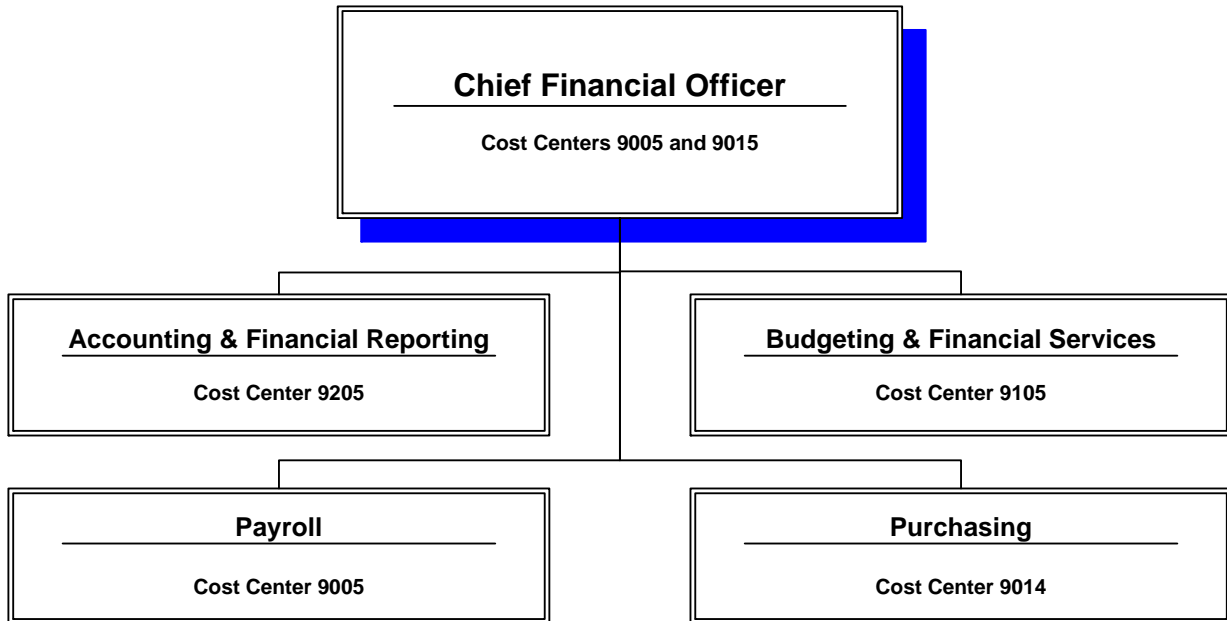 Chief Financial Officer
Cost Centers 9005 and 9015
Accounting & Financial Reporting
Cost Center 9205
Budgeting & Financial Services
Cost Center 9105
Payroll
Cost Center 9005
Purchasing
Cost Center 9014